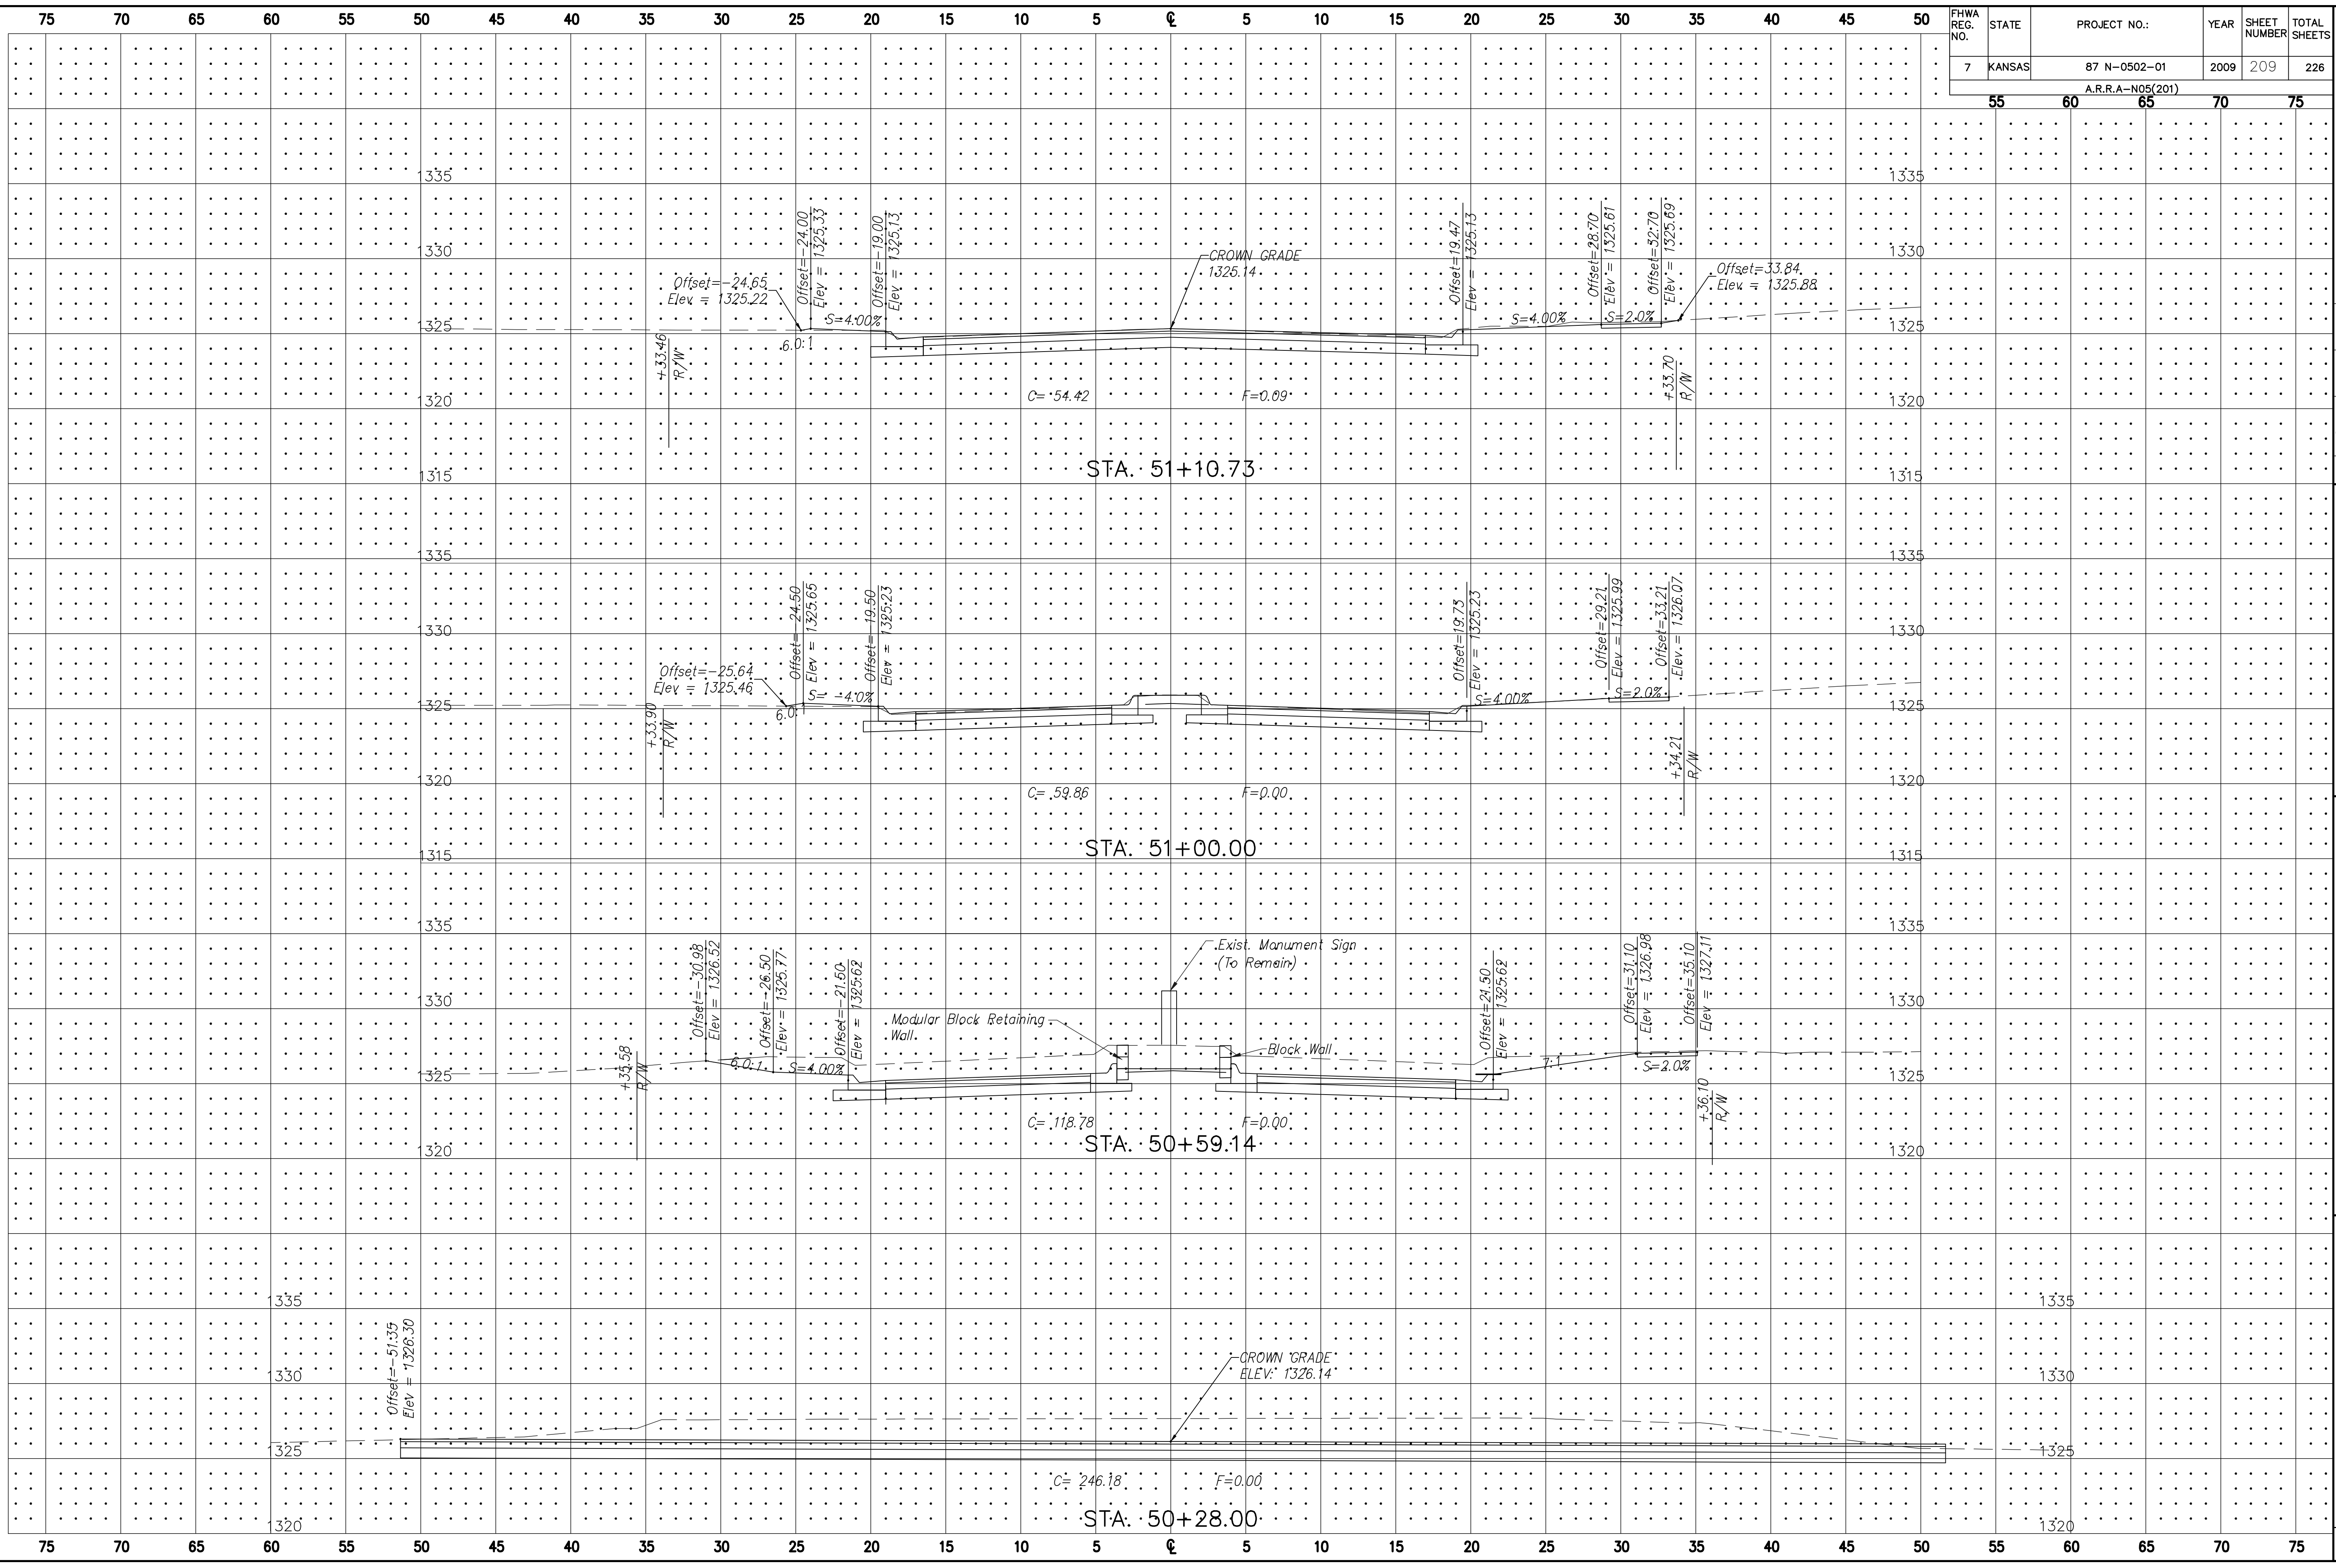 75 70 65 60 55 50 45 40 35 30 25 20 15 10 5 ℄ 5 10 15 20 25 30 35 40 45 50
FHWA REG. NO. STATE PROJECT NO.: YEAR SHEET NUMBER TOTAL SHEETS
7 KANSAS 87 N-0502-01 2009 209 226
A.R.R.A-N05(201)
55 60 65 70 75
1335 1335
1330 1330
1325 1325
1320 1320
1315 1315
Offset=-24.65
Elev = 1325.22
Offset=-24.00
Elev = 1325.33
Offset=-19.00
Elev = 1325.13
S=4.00%
6.0:1
CROWN GRADE
1325.14
Offset=19.47
Elev = 1325.13
S=4.00%
Offset=28.70
Elev = 1325.61
S=2.0%
Offset=32.70
Elev = 1325.69
Offset=33.84
Elev = 1325.88
+33.46
R/W
+33.70
R/W
C= 54.42
F=0.09
STA. 51+10.73
1335 1335
1330 1330
1325 1325
1320 1320
1315 1315
Offset=-25.64
Elev = 1325.46
Offset=-24.50
Elev = 1325.65
Offset=-19.50
Elev = 1325.23
S= -4.0%
6.0:
Offset=19.73
Elev = 1325.23
S=4.00%
Offset=29.21
Elev = 1325.99
S=2.0%
Offset=33.21
Elev = 1326.07
+33.90
R/W
+34.21
R/W
C= 59.86
F=0.00
STA. 51+00.00
1335 1335
1330 1330
1325 1325
1320 1320
Offset=-30.98
Elev = 1326.52
Offset=-26.50
Elev = 1325.77
Offset=-21.50
Elev = 1325.62
6.0:1
S=4.00%
Modular Block Retaining
Wall
Exist. Monument Sign
(To Remain)
Block Wall
Offset=21.50
Elev = 1325.62
7:1
Offset=31.10
Elev = 1326.98
S=2.0%
Offset=35.10
Elev = 1327.11
+35.58
R/W
+36.10
R/W
C= 118.78
F=0.00
STA. 50+59.14
1335 1335
1330 1330
1325 1325
1320 1320
Offset=-51.35
Elev = 1326.30
CROWN GRADE
ELEV: 1326.14
C= 246.18
F=0.00
STA. 50+28.00
75 70 65 60 55 50 45 40 35 30 25 20 15 10 5 ℄ 5 10 15 20 25 30 35 40 45 50 55 60 65 70 75